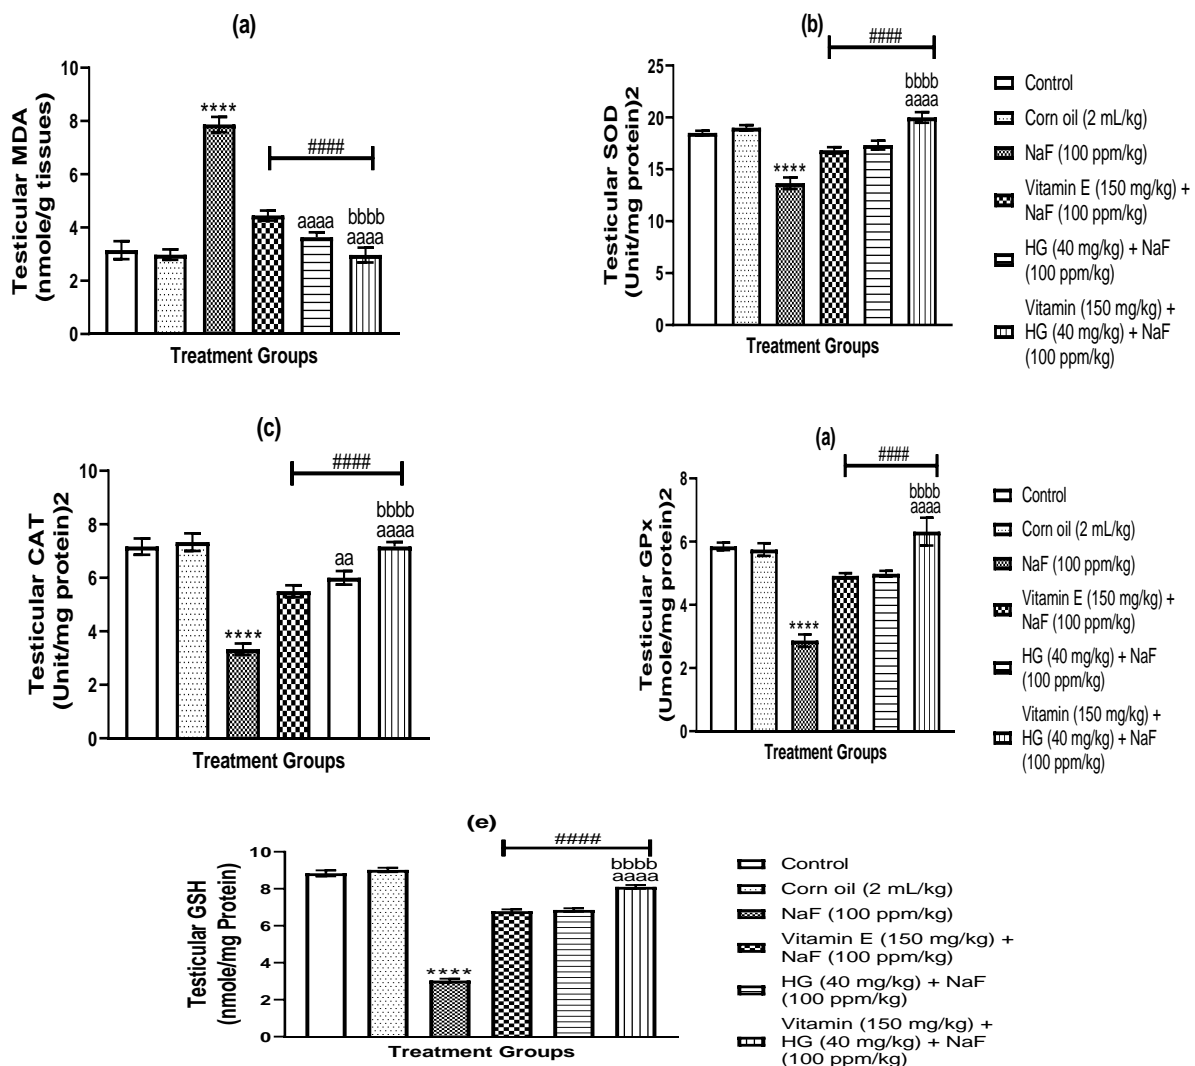 (a)
Testicular MDA
(nmole/g tissues)
10
8
6
4
2
0
****
####
aaaa
bbbb
aaaa
Treatment Groups
(b)
Testicular SOD
(Unit/mg protein)2
25
20
15
10
5
0
****
####
bbbb
aaaa
Treatment Groups
Control
Corn oil (2 mL/kg)
NaF (100 ppm/kg)
Vitamin E (150 mg/kg) +
NaF (100 ppm/kg)
HG (40 mg/kg) + NaF
(100 ppm/kg)
Vitamin (150 mg/kg) +
HG (40 mg/kg) + NaF
(100 ppm/kg)
(c)
Testicular CAT
(Unit/mg protein)2
10
8
6
4
2
0
****
####
aa
bbbb
aaaa
Treatment Groups
(a)
Testicular GPx
(Umole/mg protein)2
8
6
4
2
0
****
####
bbbb
aaaa
Treatment Groups
Control
Corn oil (2 mL/kg)
NaF (100 ppm/kg)
Vitamin E (150 mg/kg) +
NaF (100 ppm/kg)
HG (40 mg/kg) + NaF
(100 ppm/kg)
Vitamin (150 mg/kg) +
HG (40 mg/kg) + NaF
(100 ppm/kg)
(e)
Testicular GSH
(nmole/mg Protein)
10
8
6
4
2
0
****
####
bbbb
aaaa
Treatment Groups
Control
Corn oil (2 mL/kg)
NaF (100 ppm/kg)
Vitamin E (150 mg/kg) +
NaF (100 ppm/kg)
HG (40 mg/kg) + NaF
(100 ppm/kg)
Vitamin (150 mg/kg) +
HG (40 mg/kg) + NaF
(100 ppm/kg)